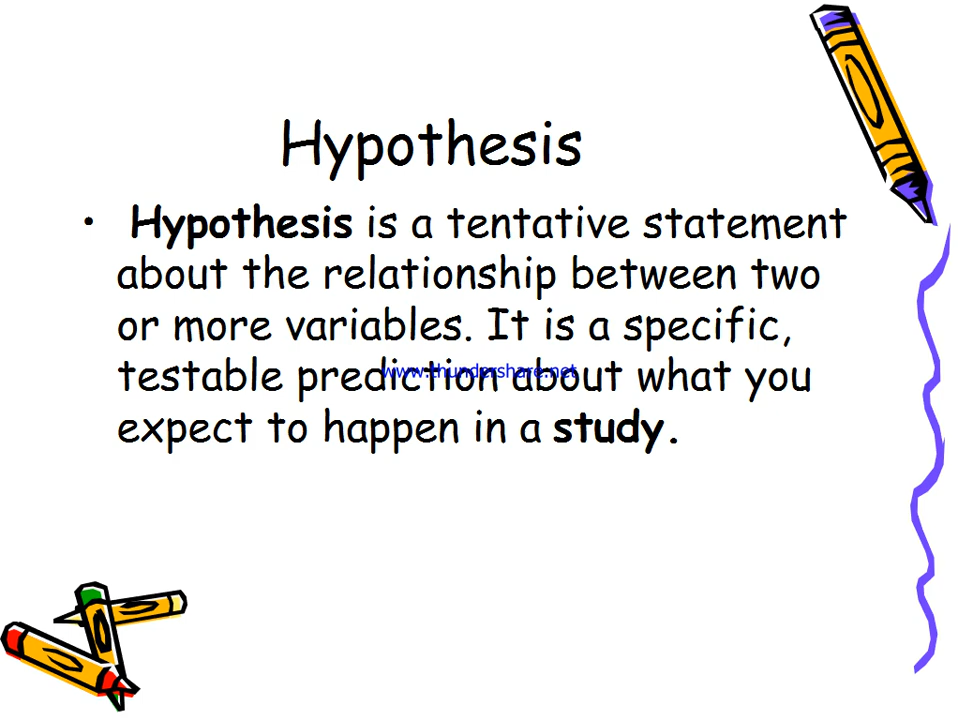 Hypothesis
• Hypothesis is a tentative statement
about the relationship between two
or more variables. It is a specific,
testable prediction about what you
www.thundershare.net
expect to happen in a study.